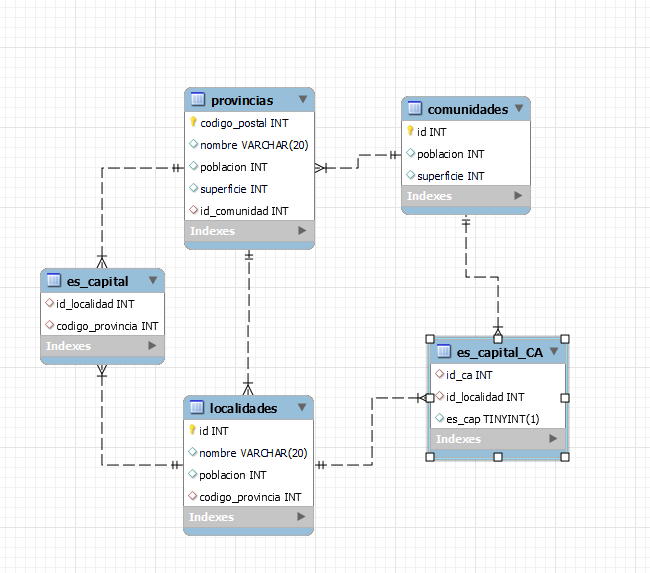 provincias
codigo_postal INT
nombre VARCHAR(20)
poblacion INT
superficie INT
id_comunidad INT
Indexes
comunidades
id INT
poblacion INT
superficie INT
Indexes
es_capital
id_localidad INT
codigo_provincia INT
Indexes
es_capital_CA
id_ca INT
id_localidad INT
es_cap TINYINT(1)
Indexes
localidades
id INT
nombre VARCHAR(20)
poblacion INT
codigo_provincia INT
Indexes